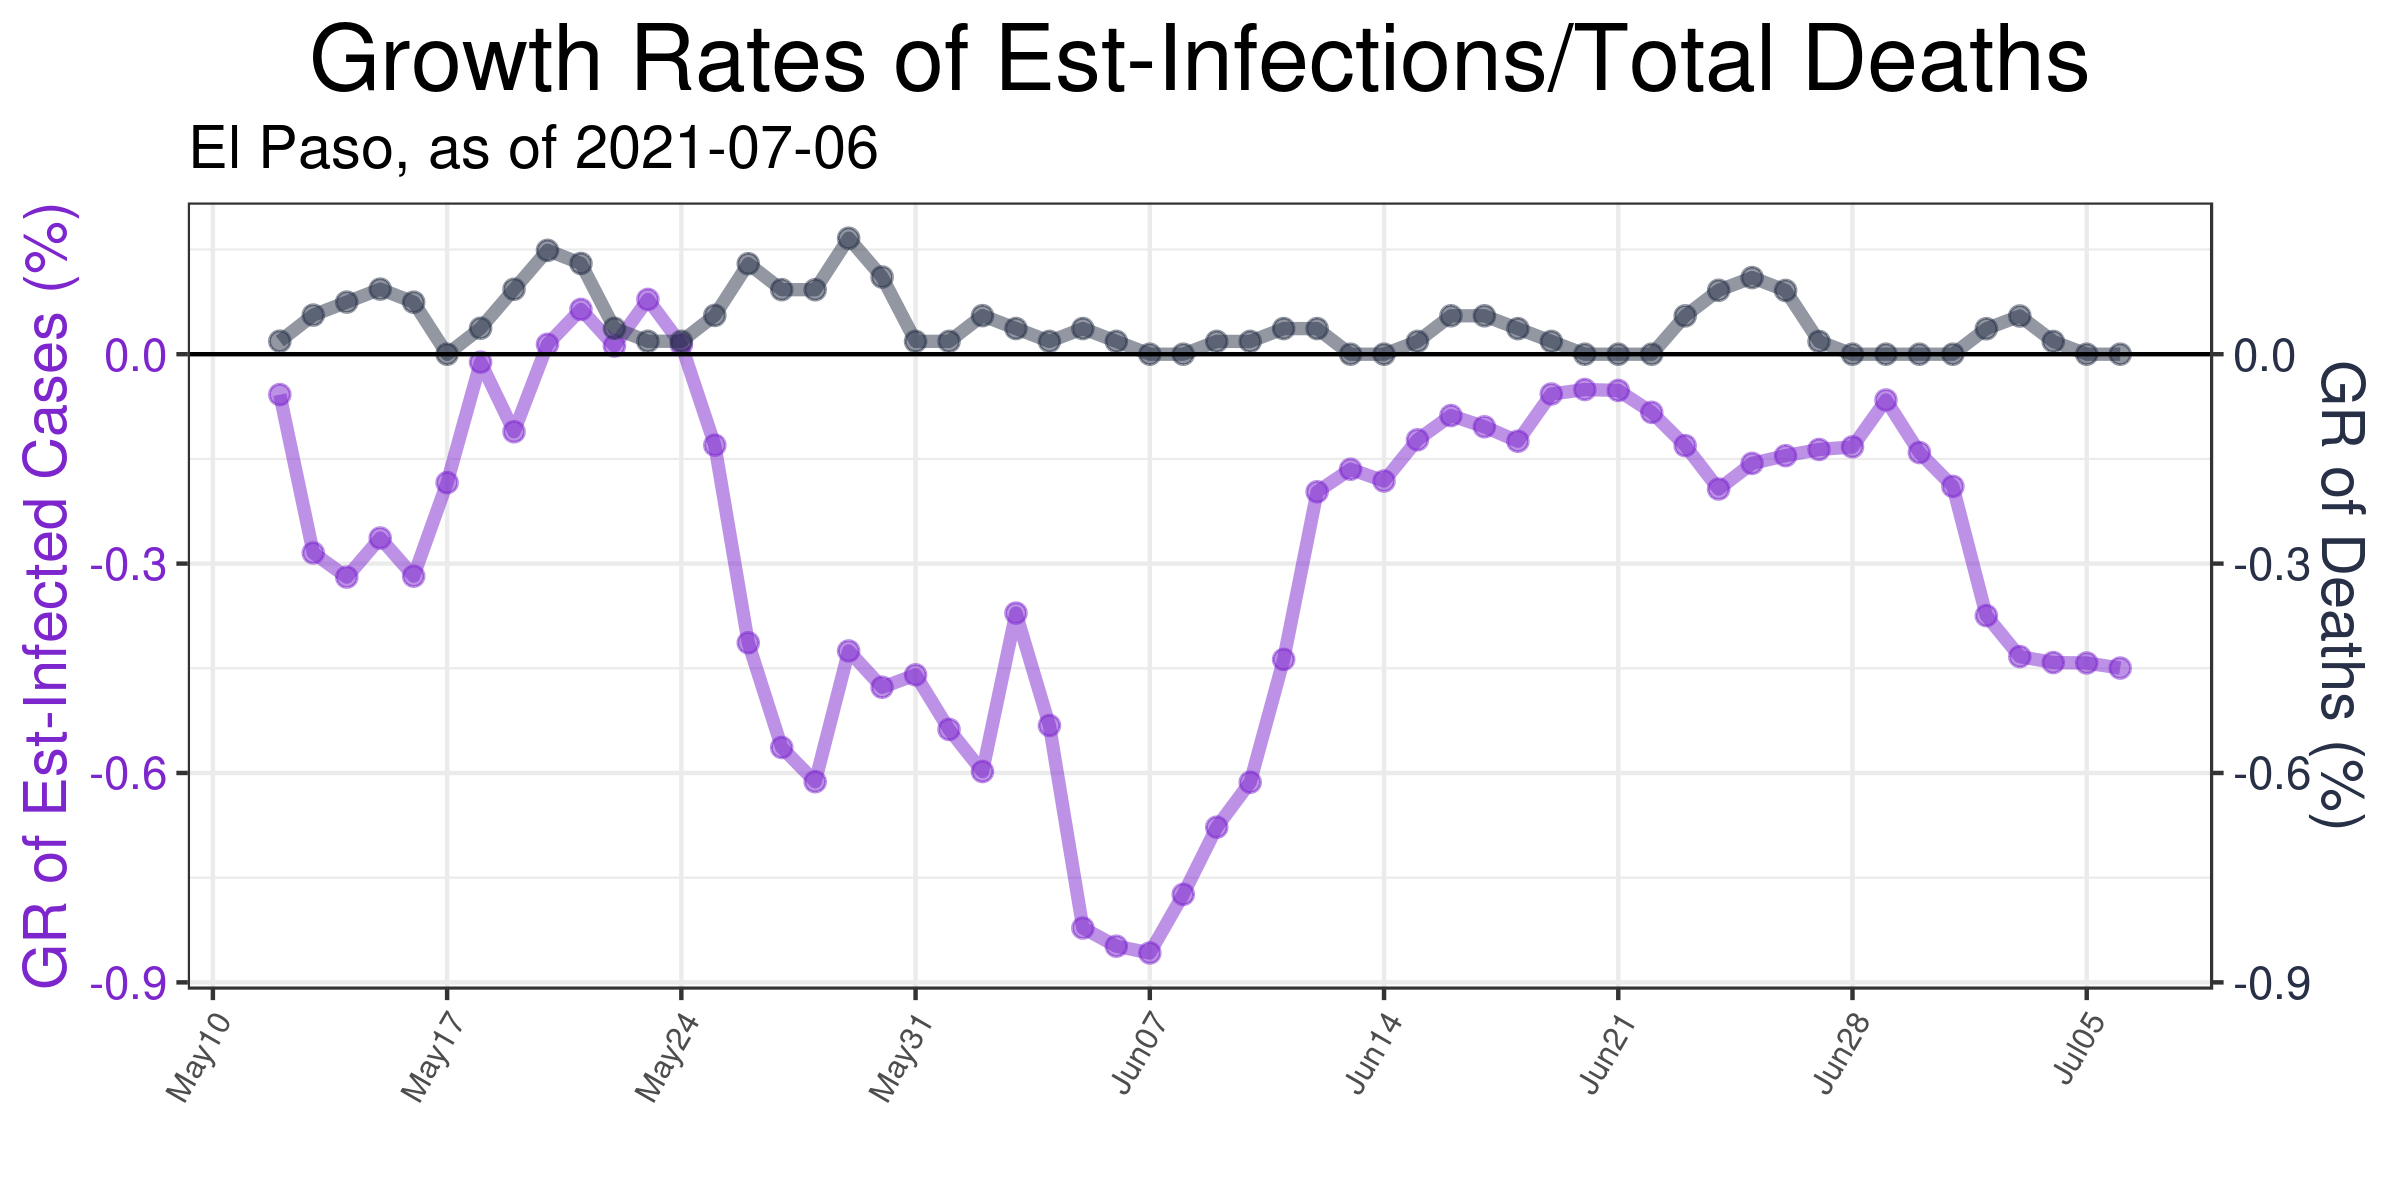 Growth Rates of Est-Infections/Total Deaths
El Paso, as of 2021-07-06
GR of Est-Infected Cases (%)
0.0
-0.3
-0.6
-0.9
0.0
-0.3
-0.6
-0.9
GR of Deaths (%)
May10
May17
May24
May31
Jun07
Jun14
Jun21
Jun28
Jul05